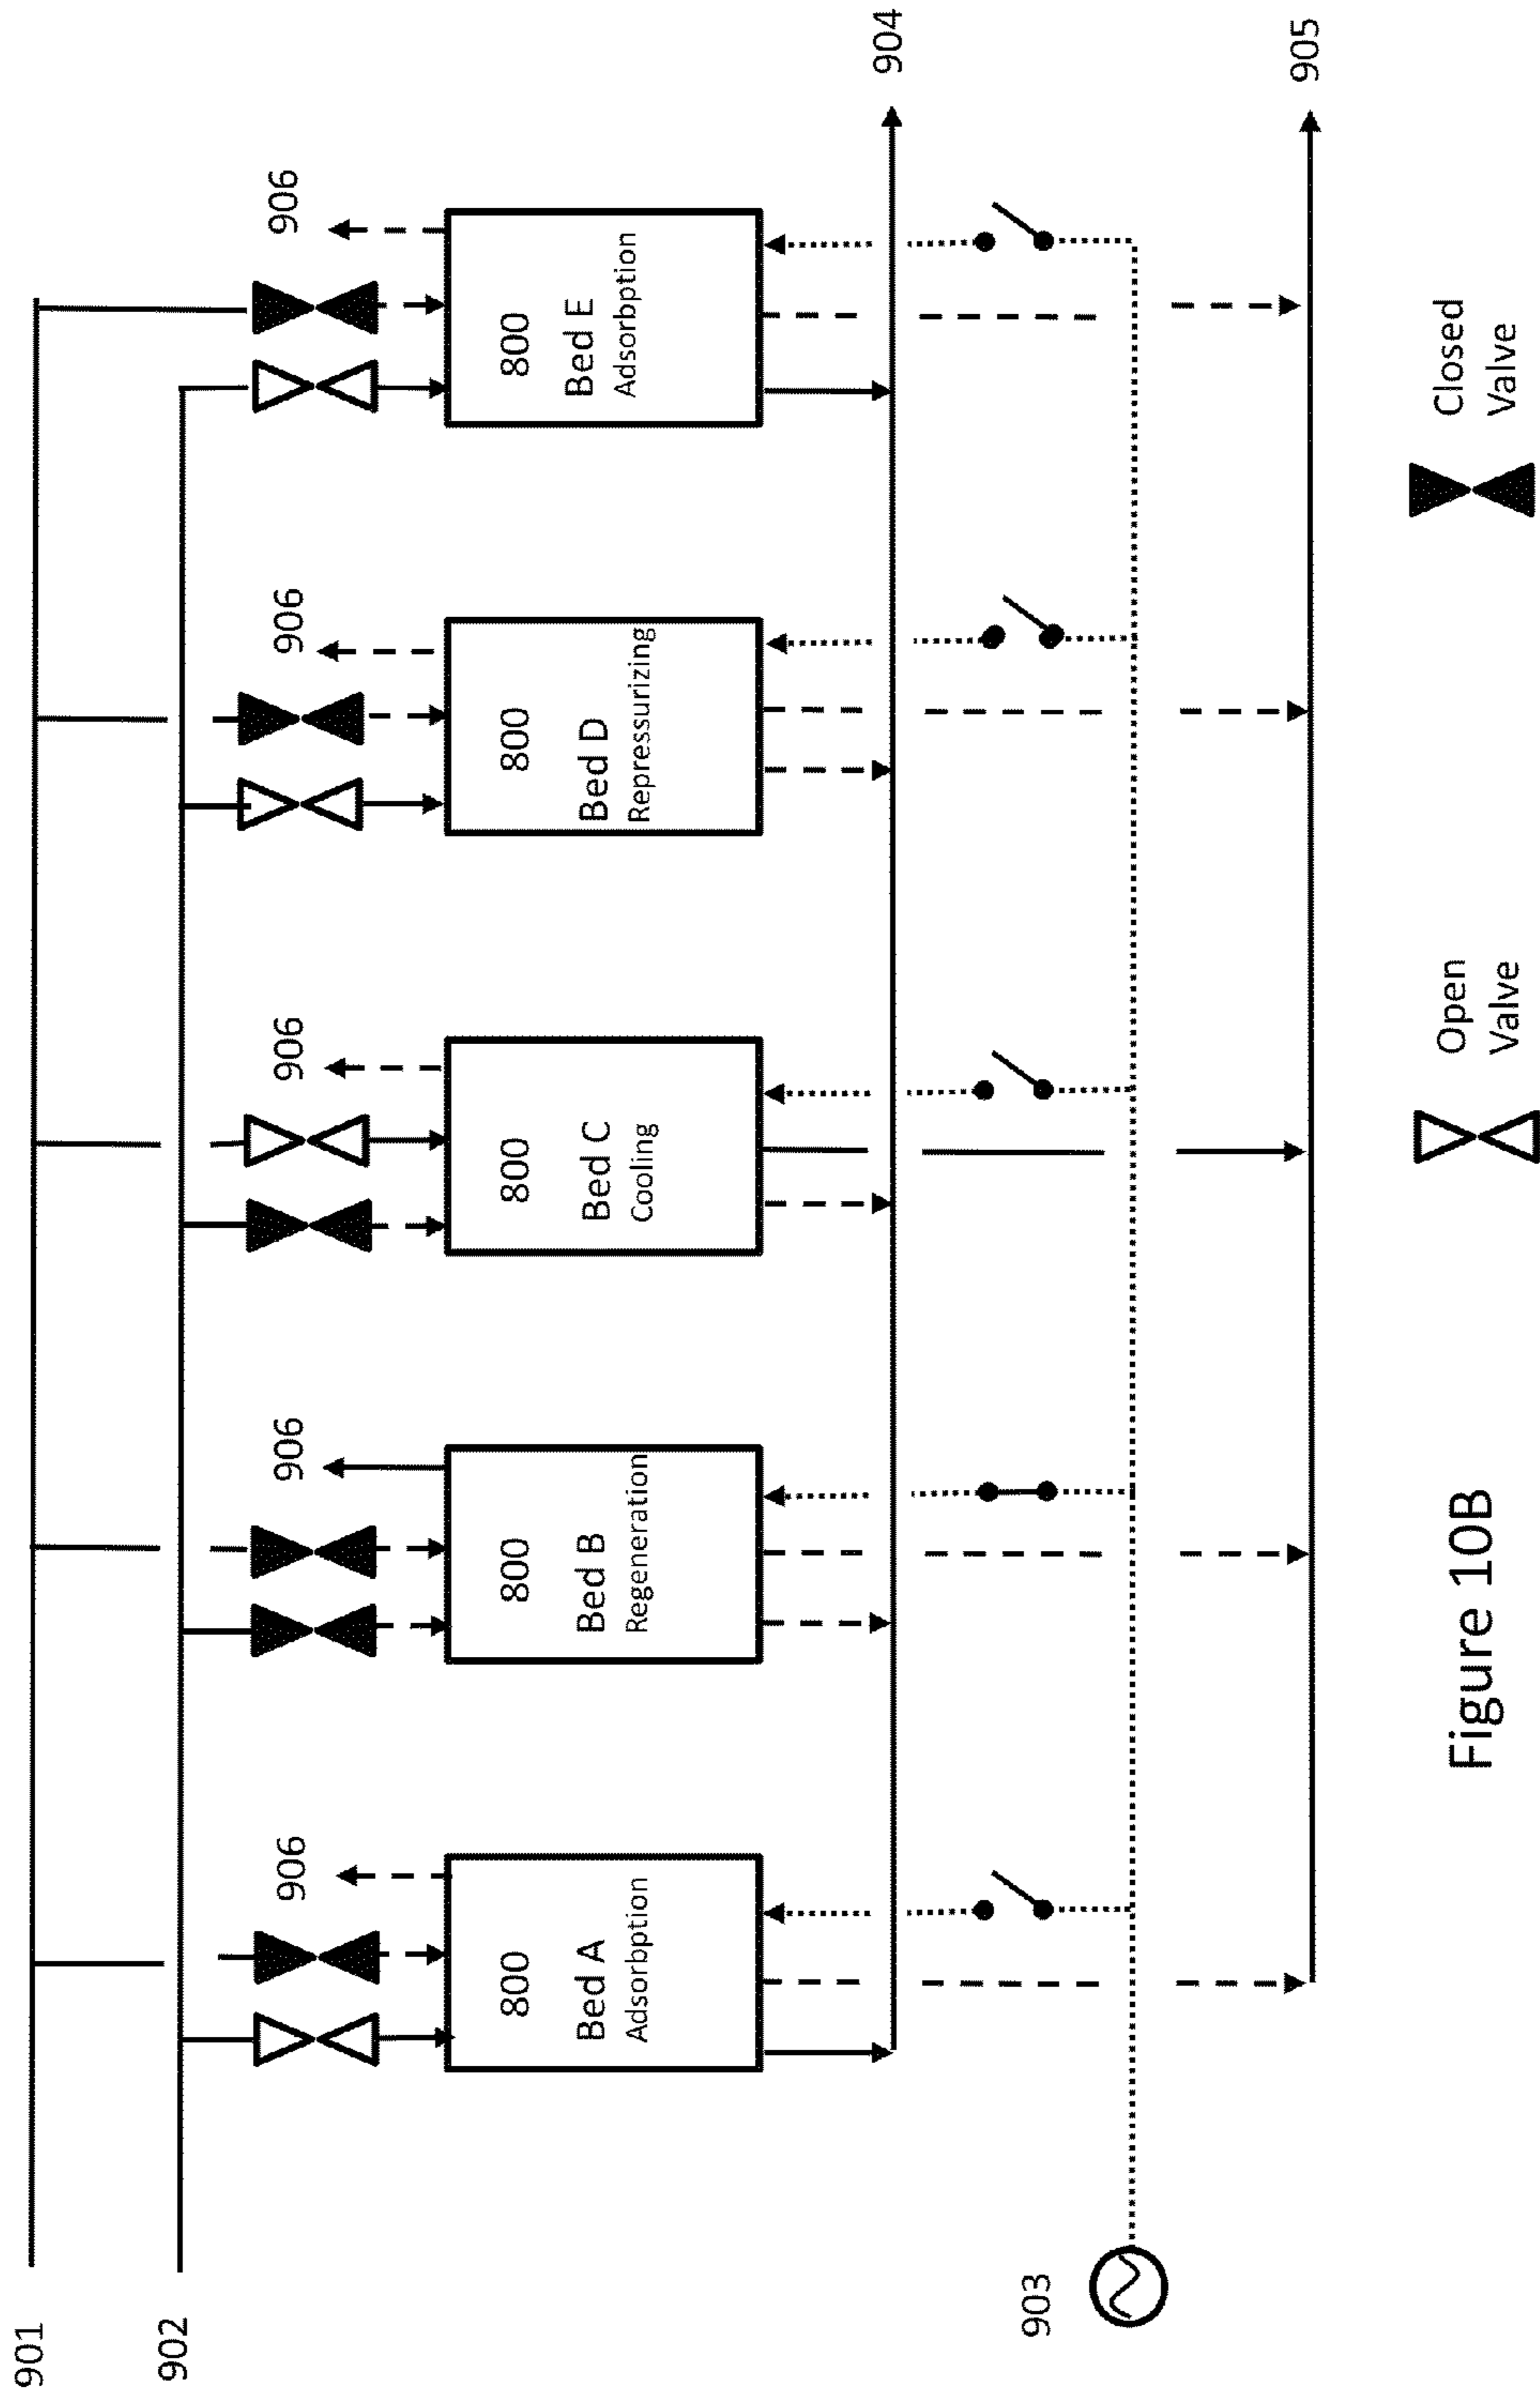 901
902
906
906
906
906
906
800
Bed A
Adsorbption
800
Bed B
Regeneration
800
Bed C
Cooling
800
Bed D
Repressurizing
800
Bed E
Adsorbption
904
903
905
Figure 10B
Open
Valve
Closed
Valve